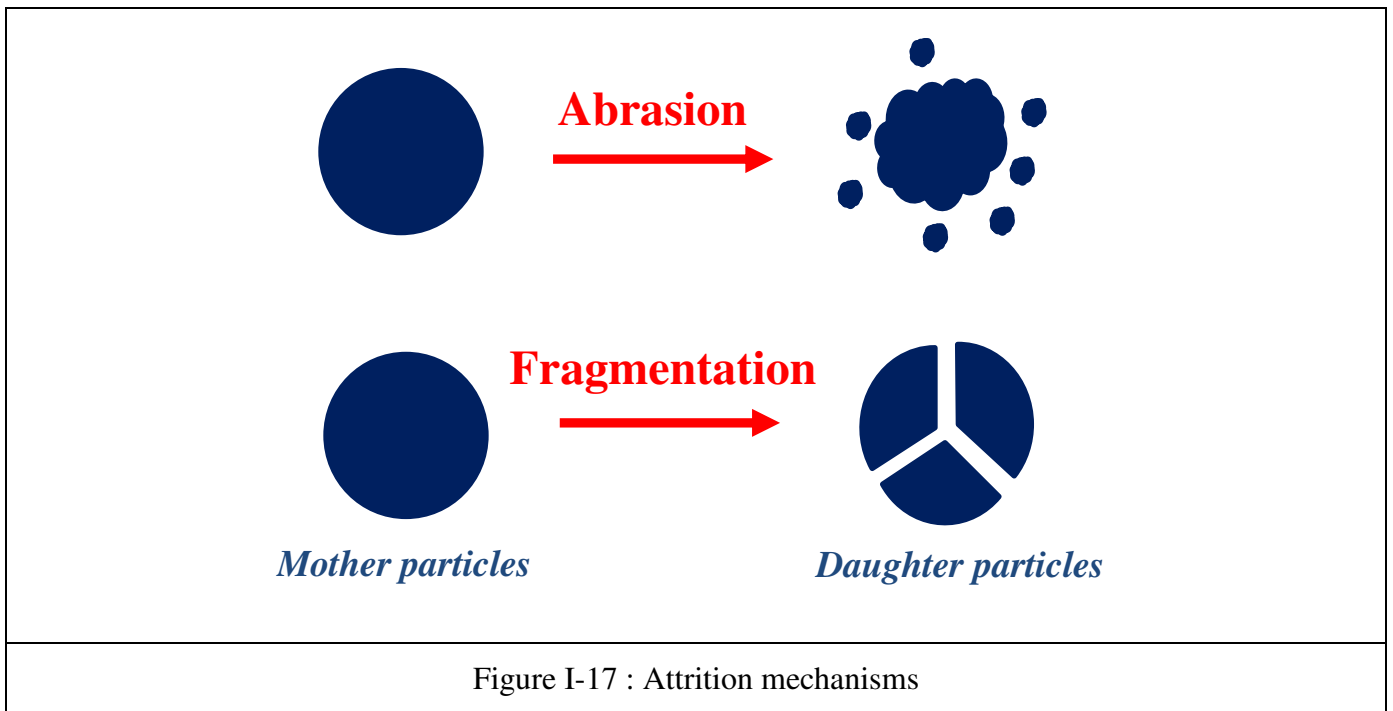 Abrasion
Fragmentation
Mother particles
Daughter particles
Figure I-17 : Attrition mechanisms